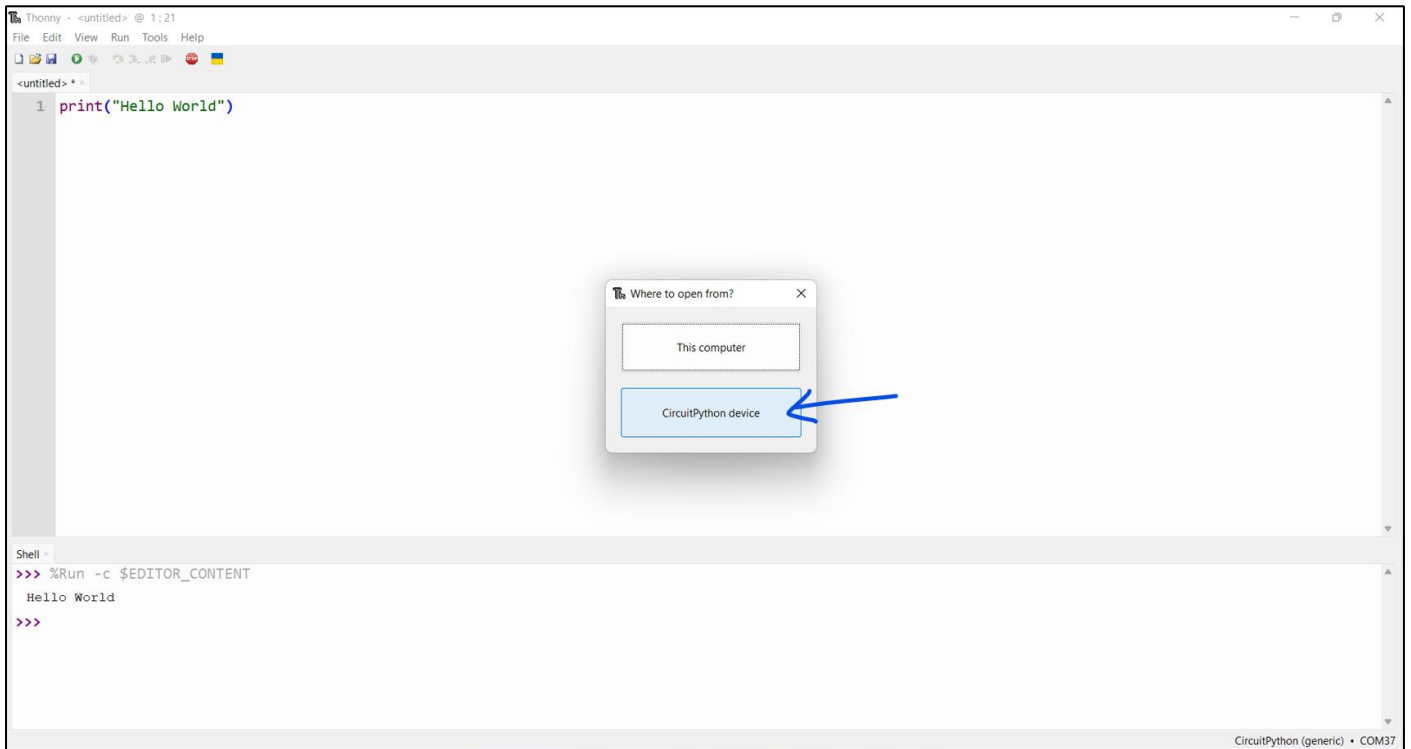 Thonny - <untitled> @ 1:21
File Edit View Run Tools Help
<untitled> *
1 print("Hello World")
Where to open from?
This computer
CircuitPython device
Shell
>>> %Run -c $EDITOR_CONTENT
Hello World
>>>
CircuitPython (generic) • COM37